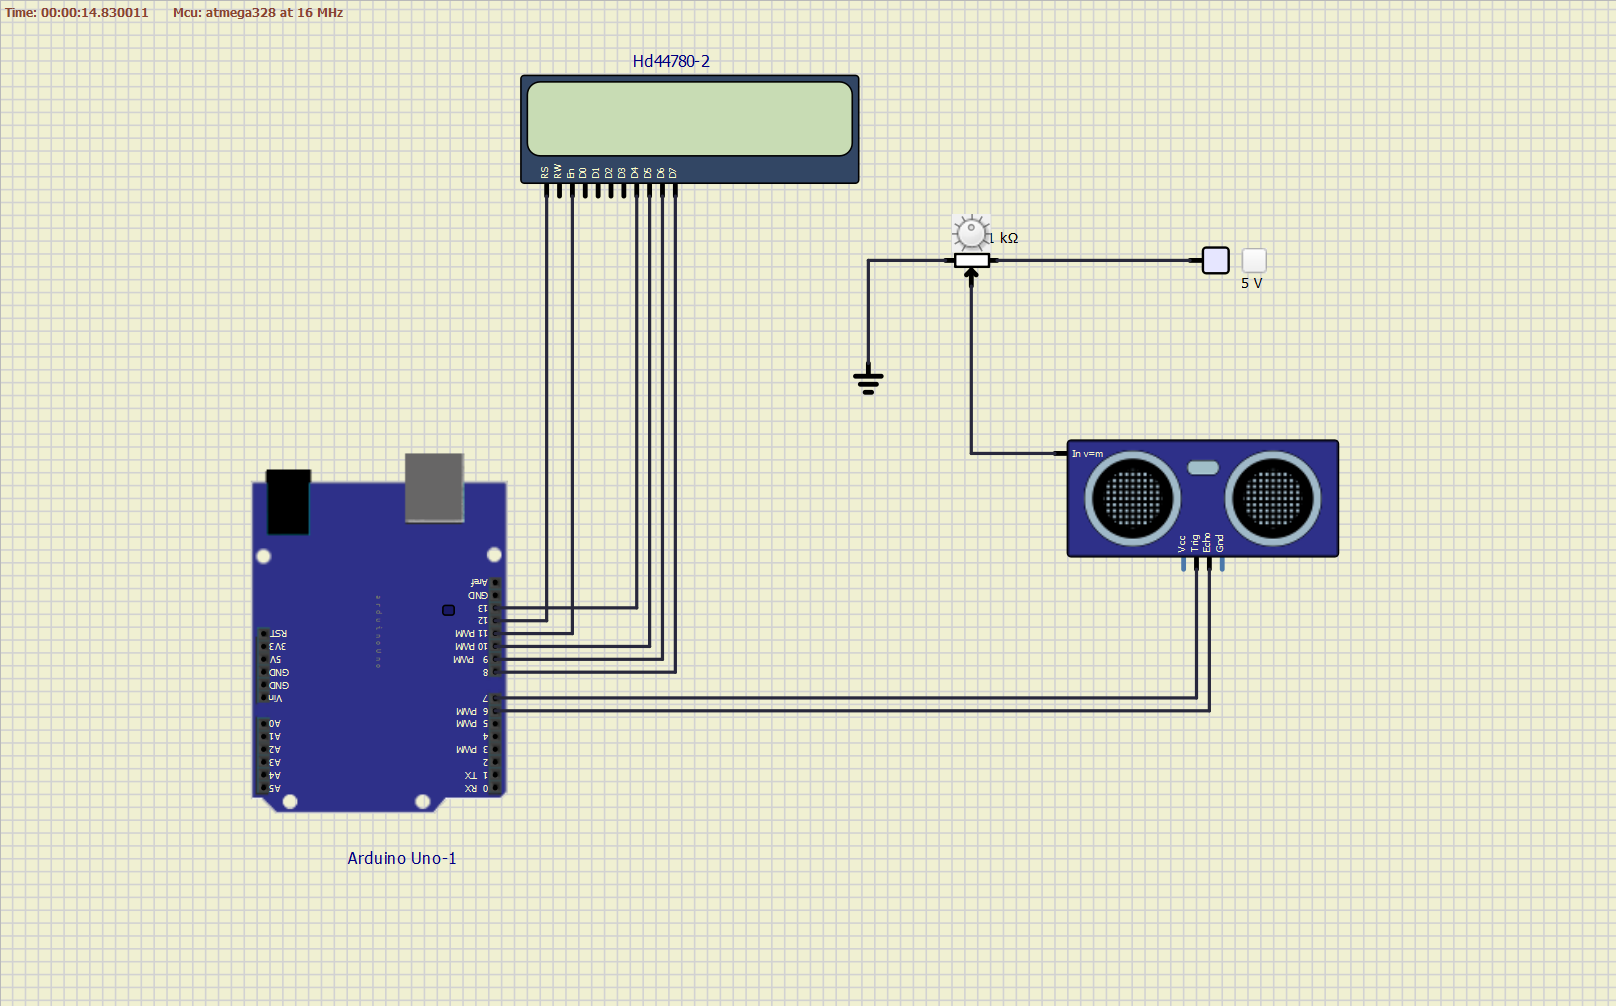 Time: 00:00:14.830011 Mcu: atmega328 at 16 MHz
Hd44780-2
RS RW En D0 D1 D2 D3 D4 D5 D6 D7
1 kΩ
5 V
In v=m
Vcc Trig Echo Gnd
Aref
GND
13
12
PWM 11
PWM 10
PWM 9
8
7
PWM 6
PWM 5
4
PWM 3
2
TX 1
RX 0
RST
3V3
5V
GND
GND
Vin
A0
A1
A2
A3
A4
A5
arduinoUno
Arduino Uno-1